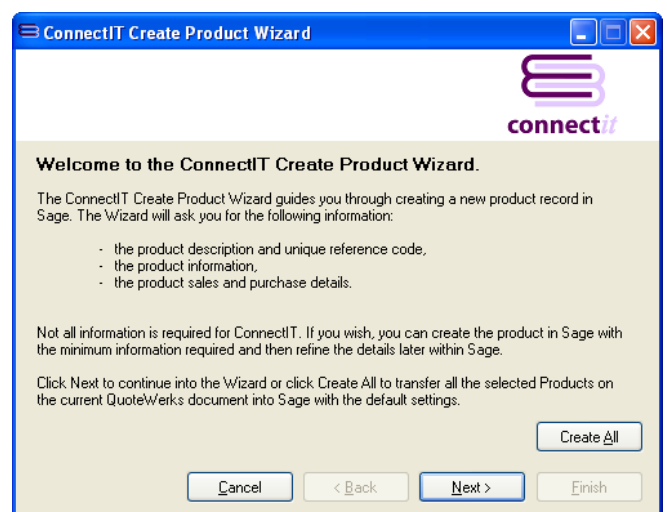 ConnectIT Create Product Wizard
connectit
Welcome to the ConnectIT Create Product Wizard.
The ConnectIT Create Product Wizard guides you through creating a new product record in
Sage. The Wizard will ask you for the following information:
- the product description and unique reference code,
- the product information,
- the product sales and purchase details.
Not all information is required for ConnectIT. If you wish, you can create the product in Sage with
the minimum information required and then refine the details later within Sage.
Click Next to continue into the Wizard or click Create All to transfer all the selected Products on
the current QuoteWerks document into Sage with the default settings.
Create All
Cancel < Back Next > Finish